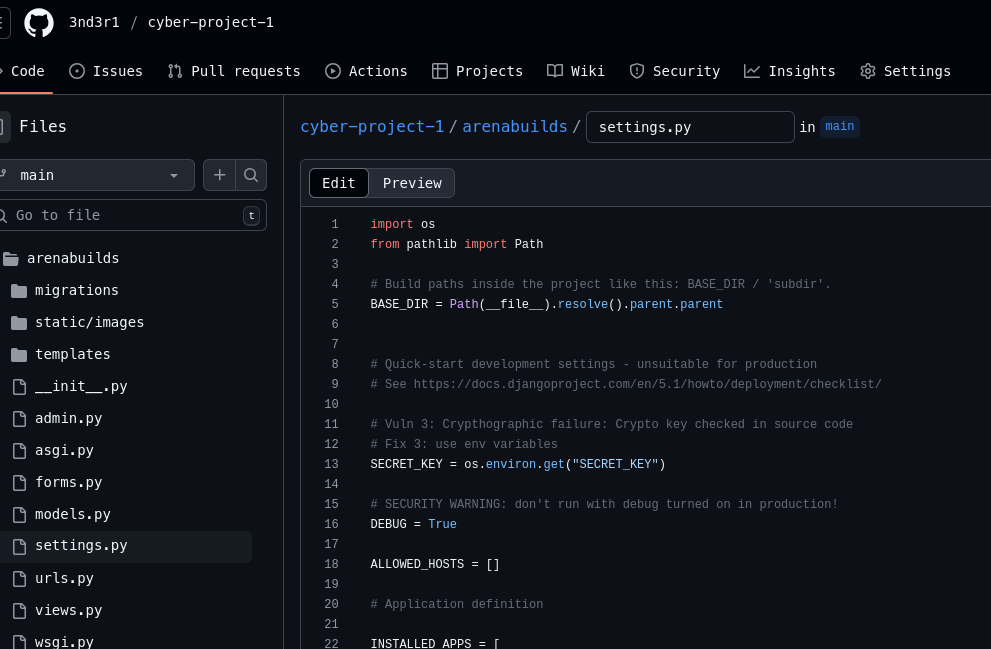 3nd3r1 / cyber-project-1
Code Issues Pull requests Actions Projects Wiki Security Insights Settings
Files
main
Go to file t
arenabuilds
migrations
static/images
templates
__init__.py
admin.py
asgi.py
forms.py
models.py
settings.py
urls.py
views.py
wsgi.py
cyber-project-1 / arenabuilds / settings.py in main
Edit Preview
1 import os
2 from pathlib import Path
3
4 # Build paths inside the project like this: BASE_DIR / 'subdir'.
5 BASE_DIR = Path(__file__).resolve().parent.parent
6
7
8 # Quick-start development settings - unsuitable for production
9 # See https://docs.djangoproject.com/en/5.1/howto/deployment/checklist/
10
11 # Vuln 3: Crypthographic failure: Crypto key checked in source code
12 # Fix 3: use env variables
13 SECRET_KEY = os.environ.get("SECRET_KEY")
14
15 # SECURITY WARNING: don't run with debug turned on in production!
16 DEBUG = True
17
18 ALLOWED_HOSTS = []
19
20 # Application definition
21
22 INSTALLED_APPS = [